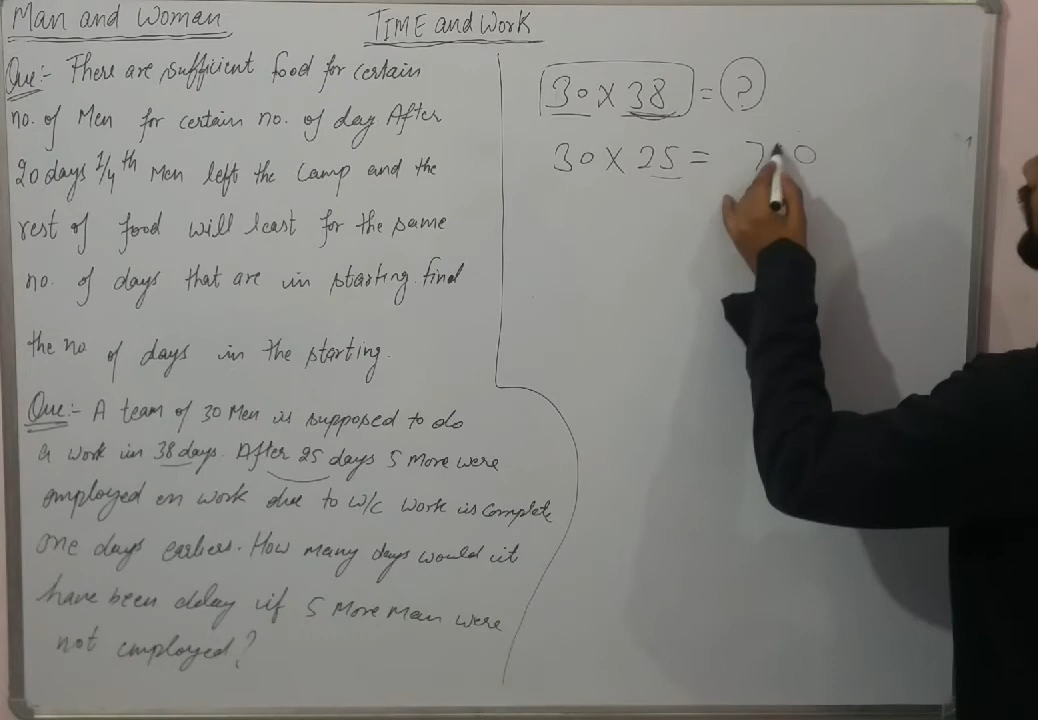 Man and Woman
TIME and Work
Que:- There are sufficient food for certain
no. of Men for certain no. of day After
20 days 1/4th Men left the camp and the
rest of food will least for the same
no. of days that are in starting. find
the no of days in the starting.
Que:- A team of 30 Men is supposed to do
a work in 38 days. After 25 days 5 More were
employed on work due to w/c work is complete
one days earlier. How many days would it
have been delay if 5 More Man were
not employed?
30 × 38 = ?
30 × 25 =